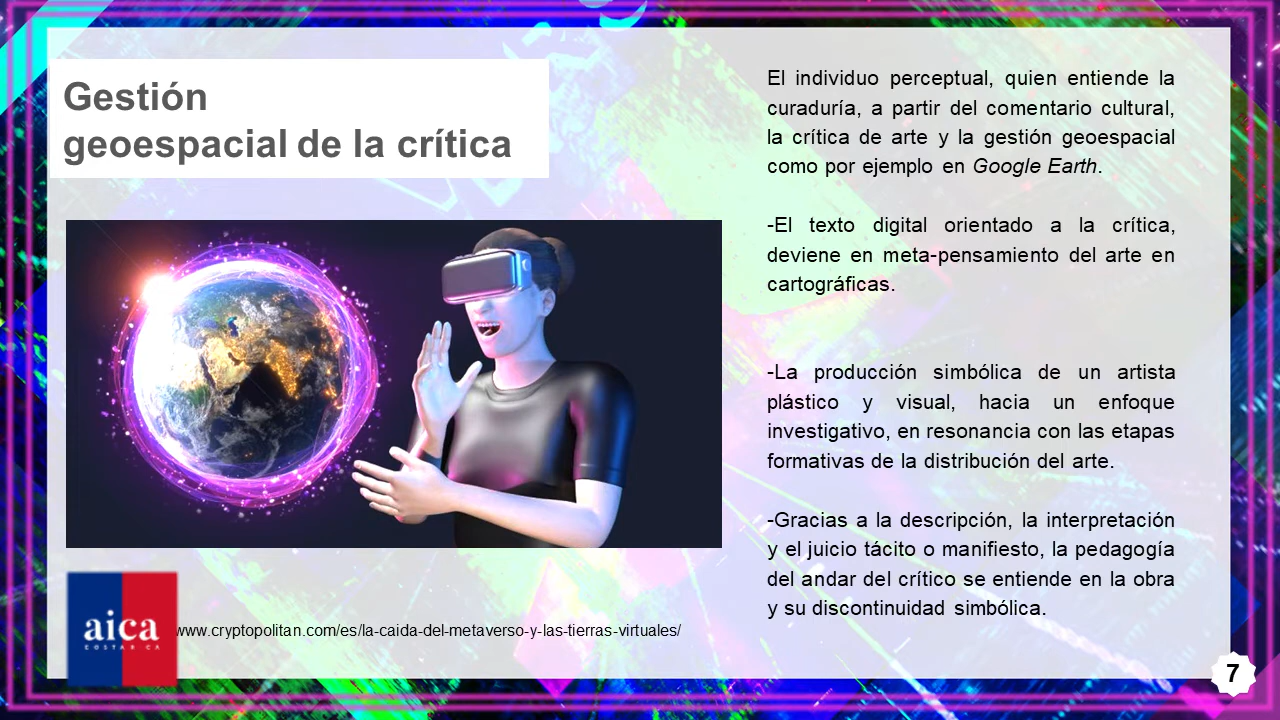 Gestión
geoespacial de la crítica
El individuo perceptual, quien entiende la
curaduría, a partir del comentario cultural,
la crítica de arte y la gestión geoespacial
como por ejemplo en Google Earth.
-El texto digital orientado a la crítica,
deviene en meta-pensamiento del arte en
cartográficas.
-La producción simbólica de un artista
plástico y visual, hacia un enfoque
investigativo, en resonancia con las etapas
formativas de la distribución del arte.
-Gracias a la descripción, la interpretación
y el juicio tácito o manifiesto, la pedagogía
del andar del crítico se entiende en la obra
y su discontinuidad simbólica.
aica
COSTA RICA
www.cryptopolitan.com/es/la-caida-del-metaverso-y-las-tierras-virtuales/
7